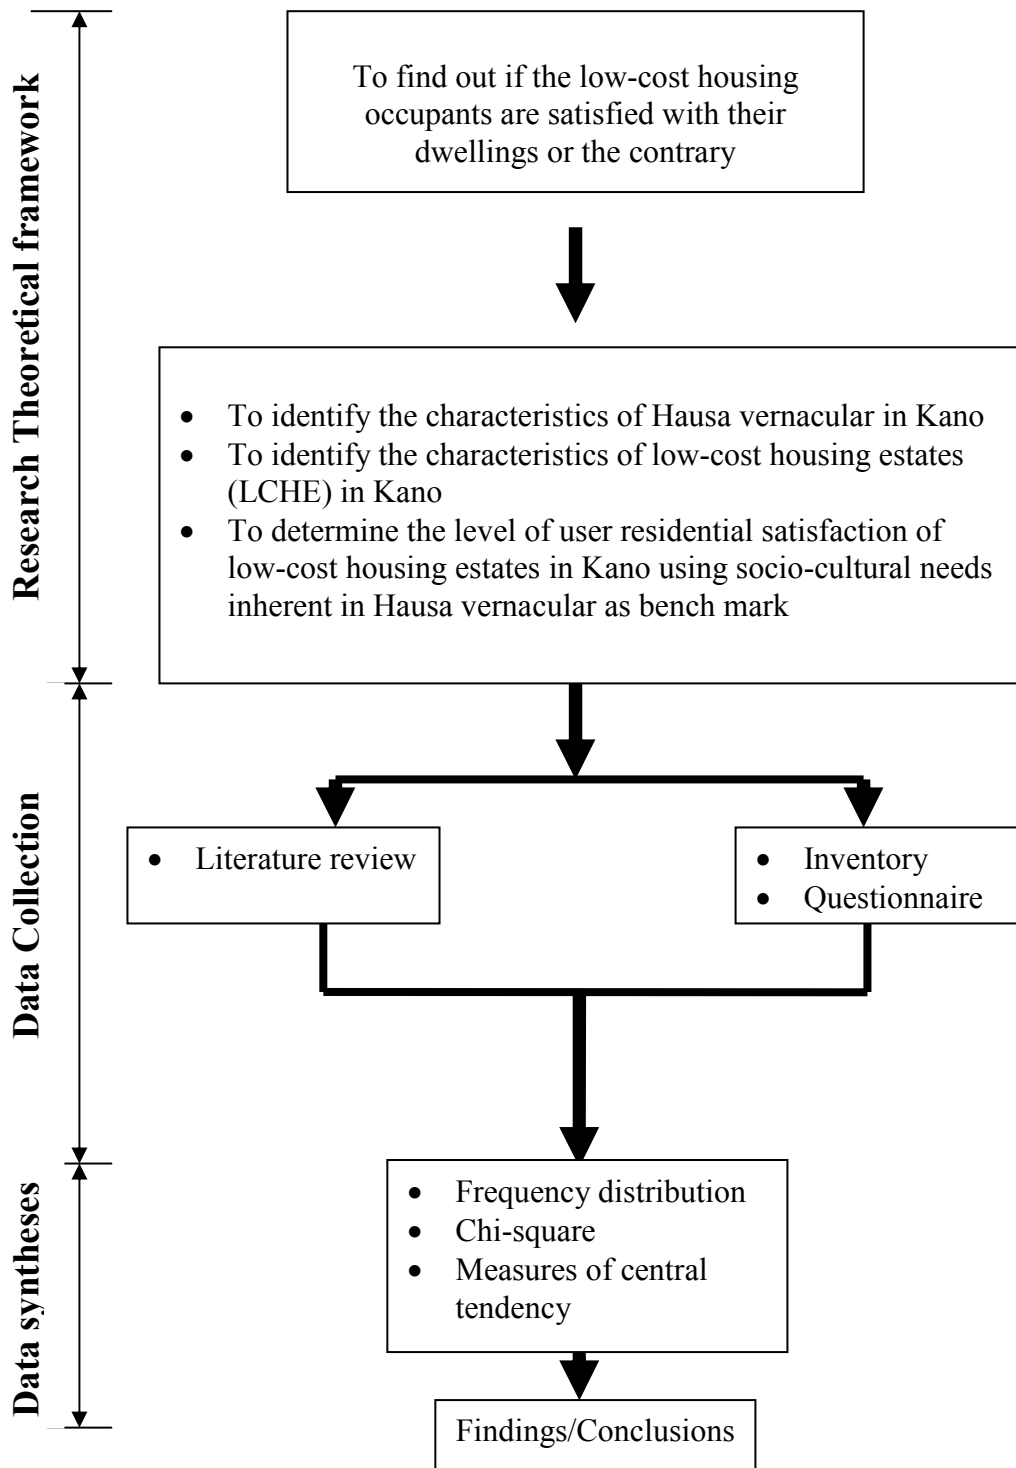 To find out if the low-cost housing
occupants are satisfied with their
dwellings or the contrary
Research Theoretical framework
• To identify the characteristics of Hausa vernacular in Kano
• To identify the characteristics of low-cost housing estates
(LCHE) in Kano
• To determine the level of user residential satisfaction of
low-cost housing estates in Kano using socio-cultural needs
inherent in Hausa vernacular as bench mark
Data Collection
• Literature review
• Inventory
• Questionnaire
Data syntheses
• Frequency distribution
• Chi-square
• Measures of central
tendency
Findings/Conclusions